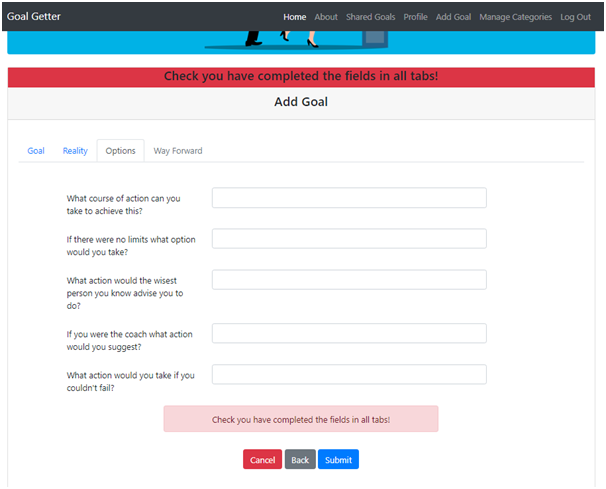 Goal Getter
Home About Shared Goals Profile Add Goal Manage Categories Log Out
Check you have completed the fields in all tabs!
Add Goal
Goal Reality Options Way Forward
What course of action can you
take to achieve this?
If there were no limits what option
would you take?
What action would the wisest
person you know advise you to
do?
If you were the coach what action
would you suggest?
What action would you take if you
couldn't fail?
Check you have completed the fields in all tabs!
Cancel Back Submit